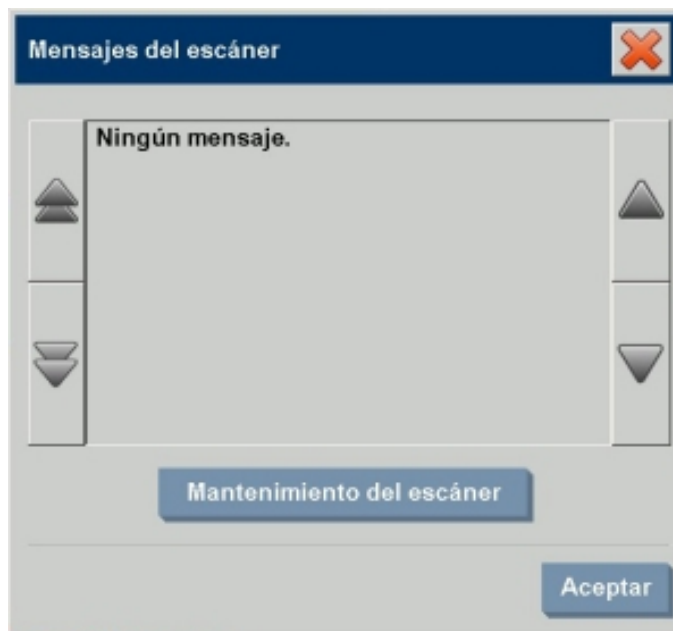 Mensajes del escáner
Ningún mensaje.
Mantenimiento del escáner
Aceptar